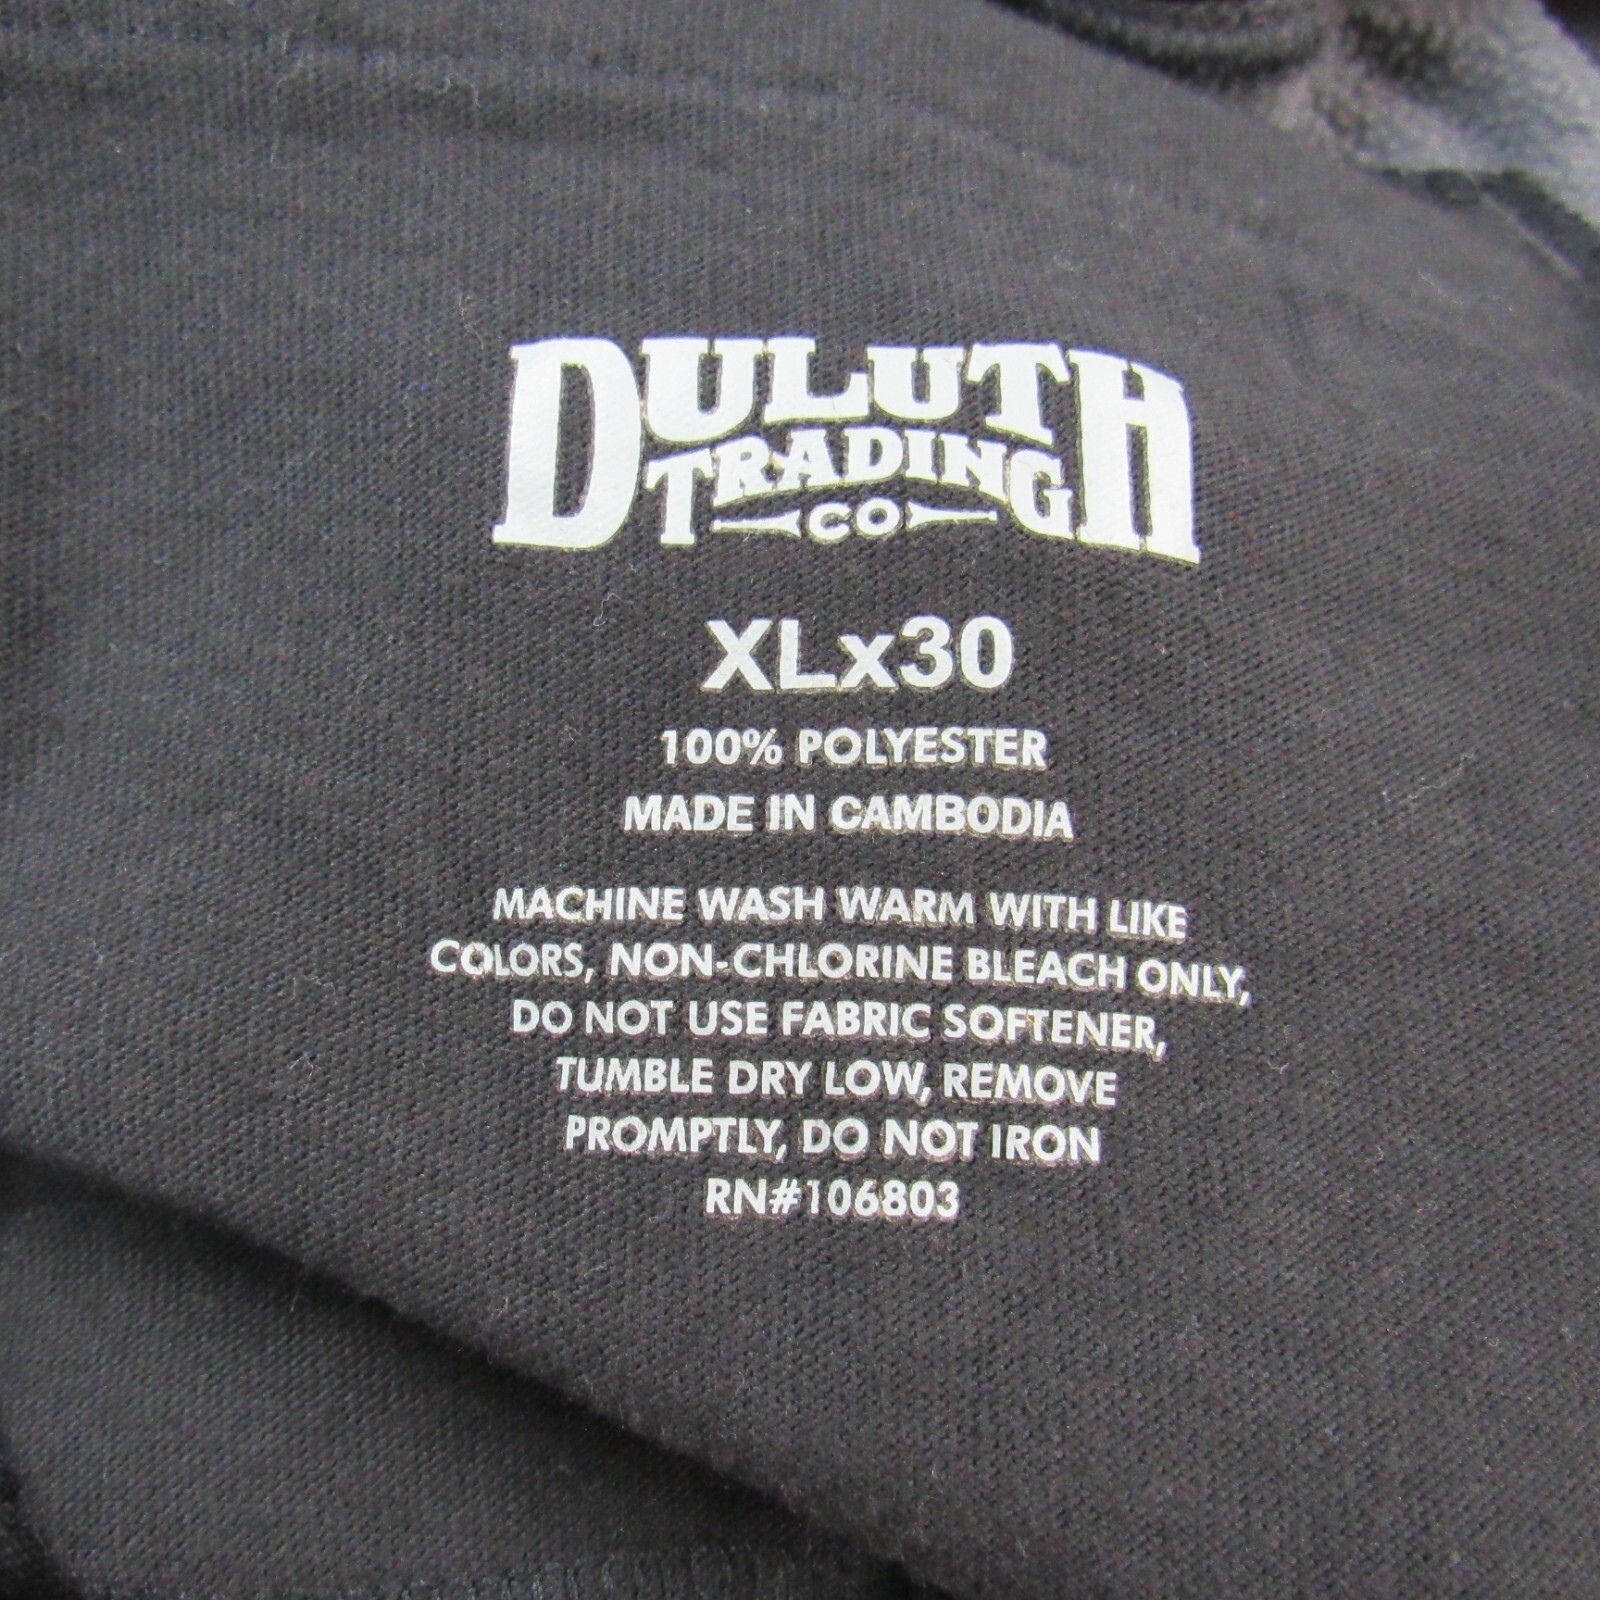 DULUTH
TRADING
CO
XLx30
100% POLYESTER
MADE IN CAMBODIA
MACHINE WASH WARM WITH LIKE
COLORS, NON-CHLORINE BLEACH ONLY,
DO NOT USE FABRIC SOFTENER,
TUMBLE DRY LOW, REMOVE
PROMPTLY, DO NOT IRON
RN#106803